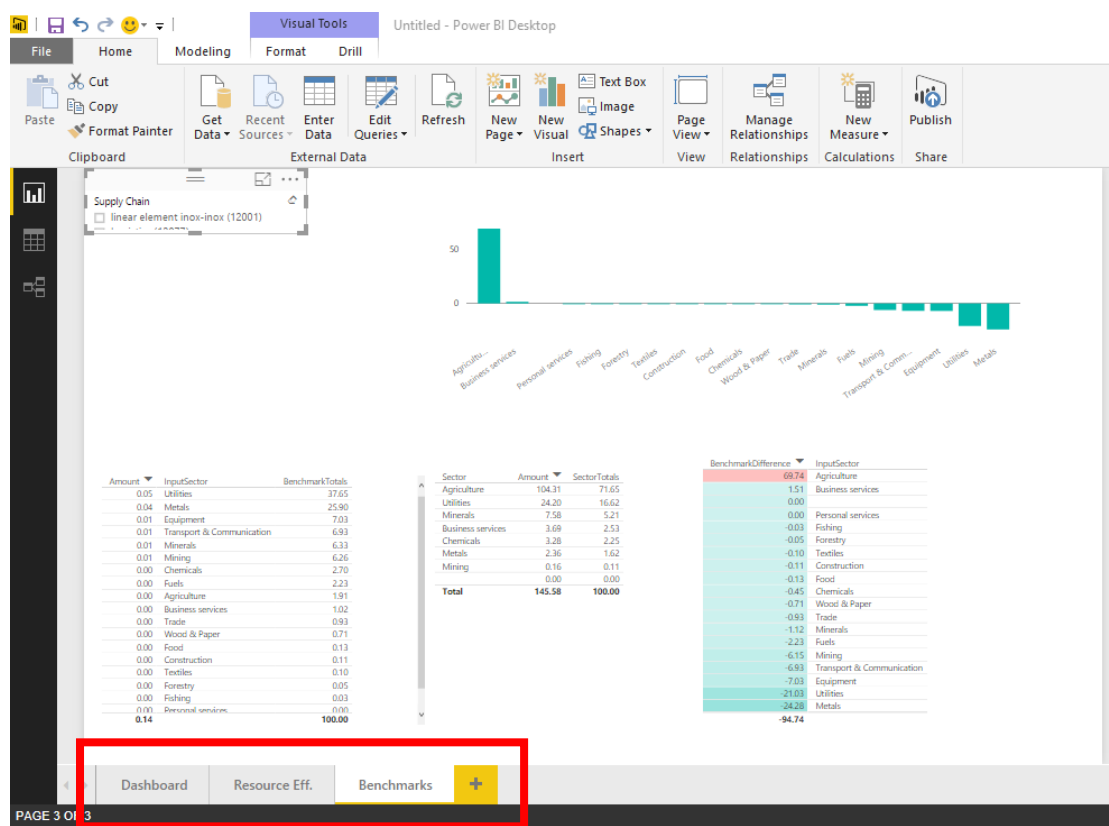 Visual Tools
Untitled - Power BI Desktop
File Home Modeling Format Drill
Paste
Cut
Copy
Format Painter
Clipboard
Get Data
Recent Sources
Enter Data
Edit Queries
External Data
Refresh
New Page
New Visual
Text Box
Image
Shapes
Insert
Page View
View
Manage Relationships
Relationships
New Measure
Calculations
Publish
Share
Supply Chain
linear element inox-inox (12001)
50
0
Agricultu...
Business services
Personal services
Fishing
Forestry
Textiles
Construction
Food
Chemicals
Wood & Paper
Trade
Minerals
Fuels
Mining
Transport & Comm...
Equipment
Utilities
Metals
Amount InputSector BenchmarkTotals
0.05 Utilities 37.65
0.04 Metals 25.90
0.01 Equipment 7.03
0.01 Transport & Communication 6.93
0.01 Minerals 6.33
0.01 Mining 6.26
0.00 Chemicals 2.70
0.00 Fuels 2.23
0.00 Agriculture 1.91
0.00 Business services 1.02
0.00 Trade 0.93
0.00 Wood & Paper 0.71
0.00 Food 0.13
0.00 Construction 0.11
0.00 Textiles 0.10
0.00 Forestry 0.05
0.00 Fishing 0.03
0.00 Personal services 0.00
0.14 100.00
Sector Amount SectorTotals
Agriculture 104.31 71.65
Utilities 24.20 16.62
Minerals 7.58 5.21
Business services 3.69 2.53
Chemicals 3.28 2.25
Metals 2.36 1.62
Mining 0.16 0.11
0.00 0.00
Total 145.58 100.00
BenchmarkDifference InputSector
69.74 Agriculture
1.51 Business services
0.00
0.00 Personal services
-0.03 Fishing
-0.05 Forestry
-0.10 Textiles
-0.11 Construction
-0.13 Food
-0.45 Chemicals
-0.71 Wood & Paper
-0.93 Trade
-1.12 Minerals
-2.23 Fuels
-6.15 Mining
-6.93 Transport & Communication
-7.03 Equipment
-21.03 Utilities
-24.28 Metals
-94.74
Dashboard Resource Eff. Benchmarks +
PAGE 3 OF 3